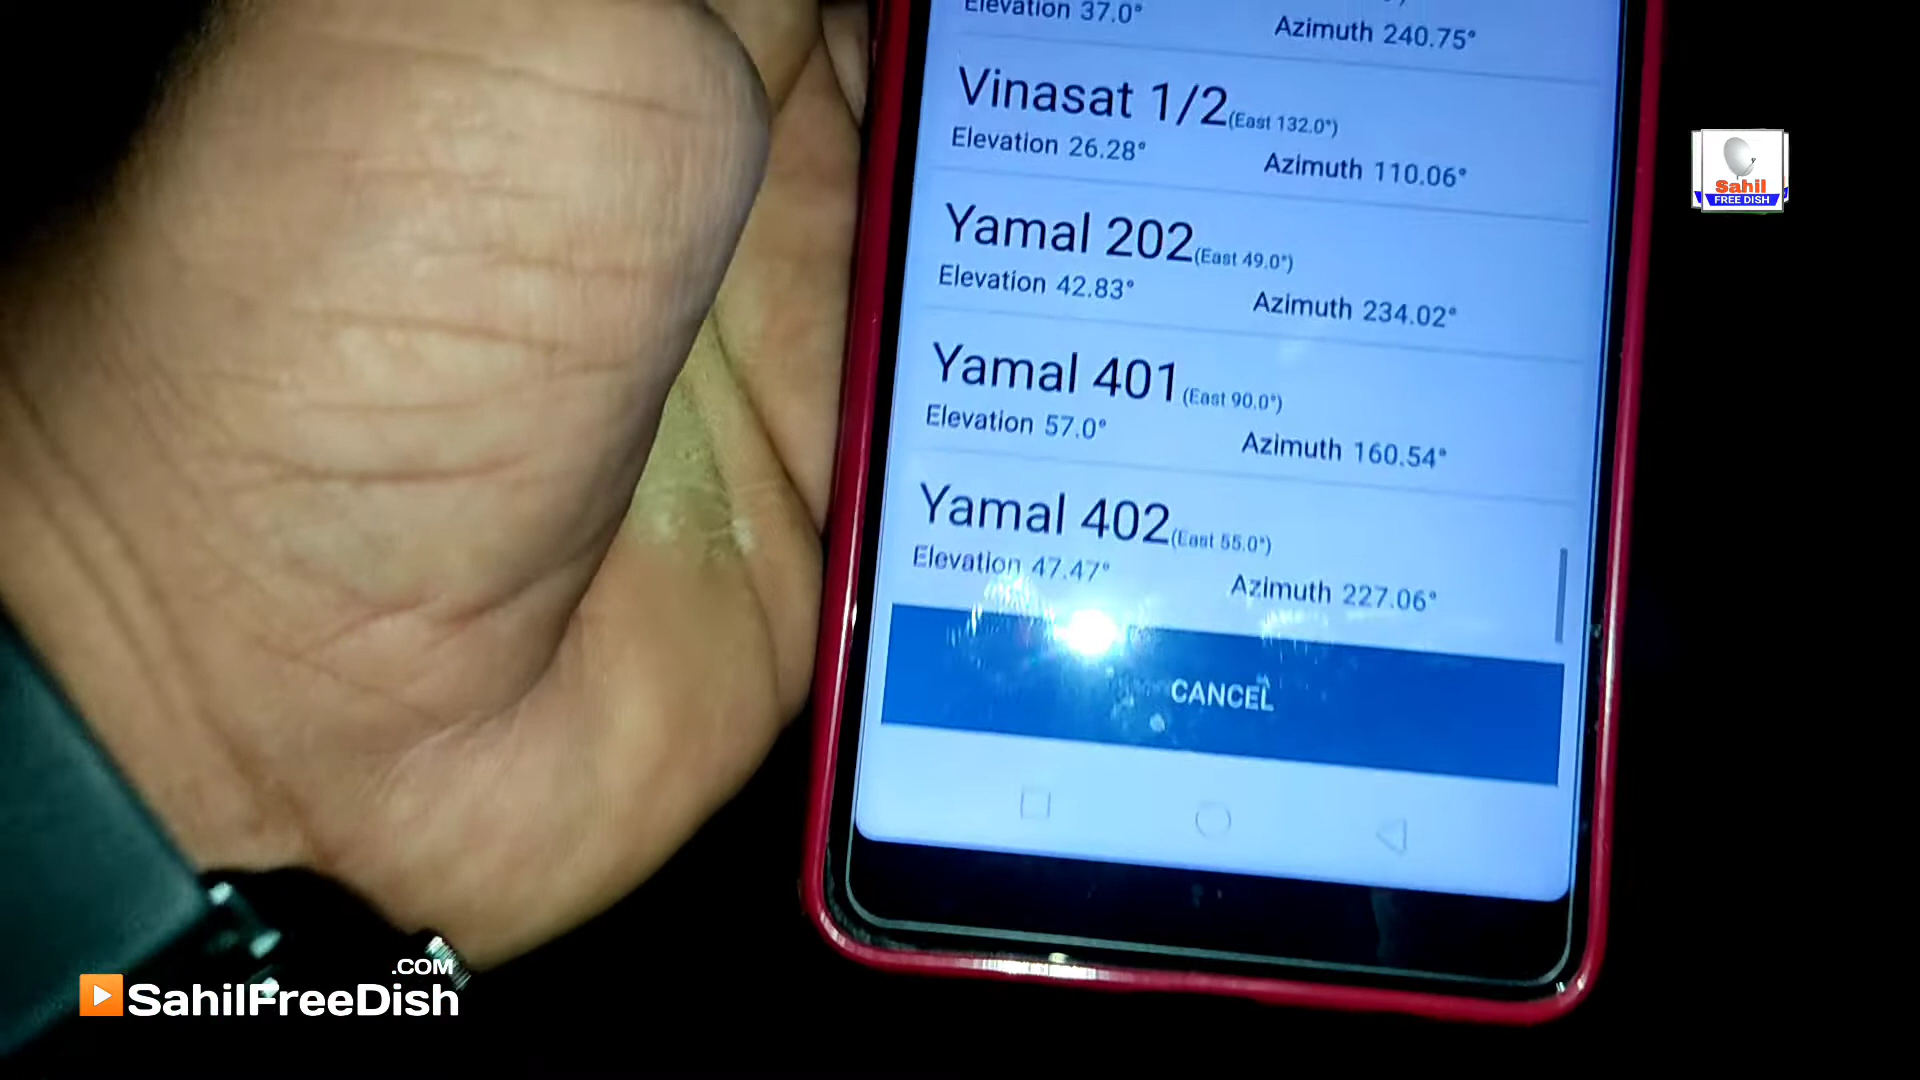 Elevation 37.0°
Azimuth 240.75°
Vinasat 1/2(East 132.0°)
Elevation 26.28°
Azimuth 110.06°
Yamal 202(East 49.0°)
Elevation 42.83°
Azimuth 234.02°
Yamal 401(East 90.0°)
Elevation 57.0°
Azimuth 160.54°
Yamal 402(East 55.0°)
Elevation 47.47°
Azimuth 227.06°
CANCEL
Sahil
FREE DISH
.COM
SahilFreeDish